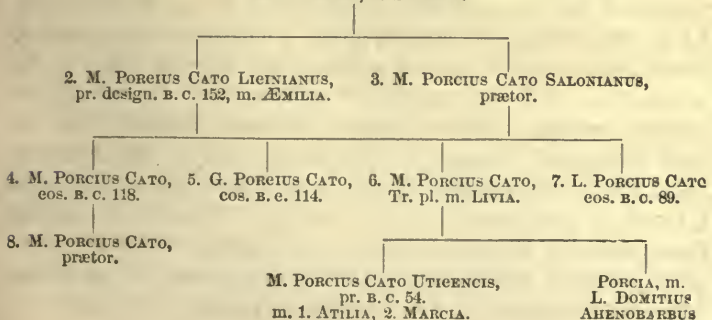 2. M. PORCIUS CATO LICINIANUS, 3. M. PORCIUS CATO SALONIANUS,
pr. design. B.C. 152, m. ÆMILIA. prætor.
4. M. PORCIUS CATO, 5. G. PORCIUS CATO, 6. M. PORCIUS CATO, 7. L. PORCIUS CATO
cos. B.C. 118. cos. B.C. 114. Tr. pl. m. LIVIA. cos. B.C. 89.
8. M. PORCIUS CATO,
prætor.
M. PORCIUS CATO UTICENCIS, PORCIA, m.
pr. B.C. 54. L. DOMITIUS
m. 1. ATILIA, 2. MARCIA. AHENOBARBUS